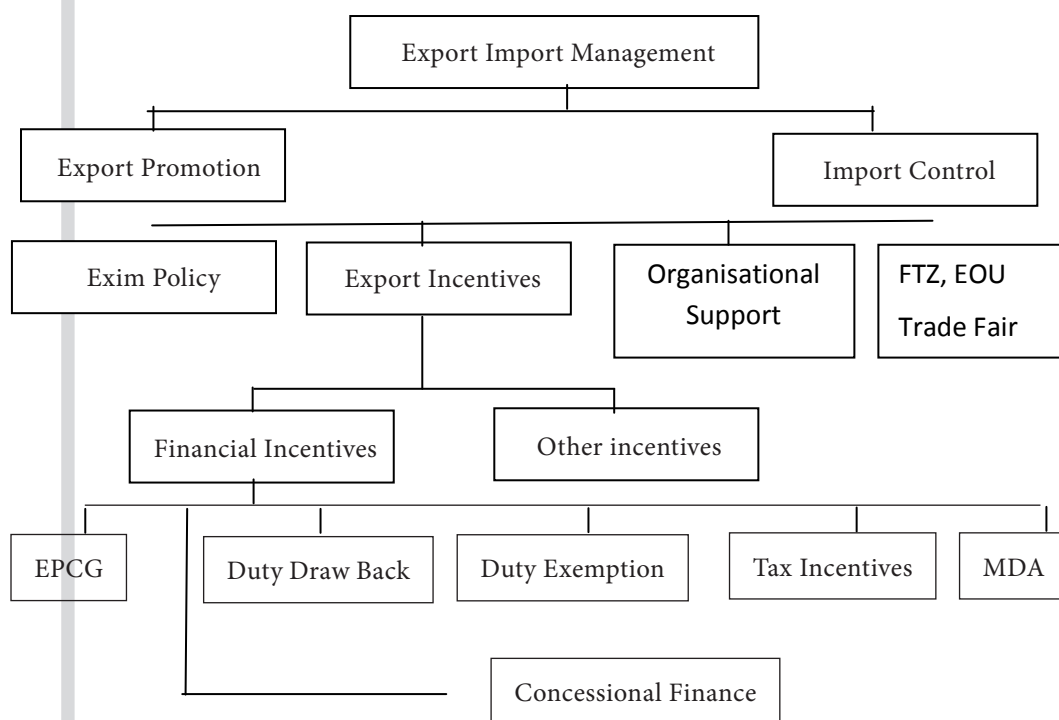 Export Import Management
Export Promotion
Import Control
Exim Policy
Export Incentives
Organisational
Support
FTZ, EOU
Trade Fair
Financial Incentives
Other incentives
EPCG
Duty Draw Back
Duty Exemption
Tax Incentives
MDA
Concessional Finance